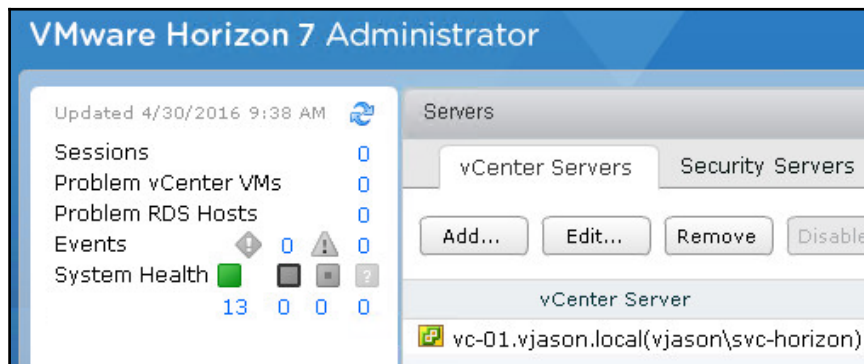 VMware Horizon 7 Administrator
Updated 4/30/2016 9:38 AM
Sessions 0
Problem vCenter VMs 0
Problem RDS Hosts 0
Events 0 0
System Health ?
13 0 0 0
Servers
vCenter Servers Security Servers
Add... Edit... Remove Disable
vCenter Server
vc-01.vjason.local(vjason\svc-horizon)